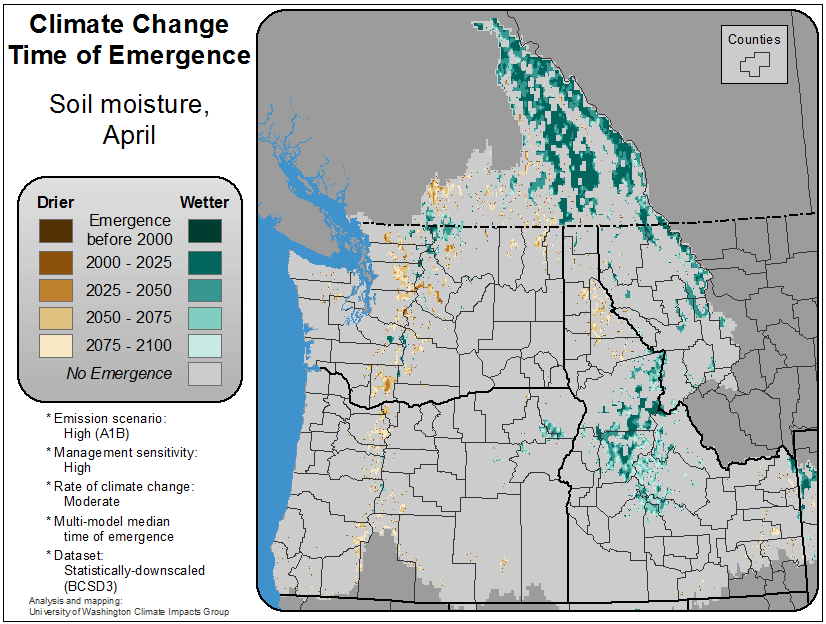 Climate Change
Time of Emergence
Soil moisture,
April
Counties
Drier Wetter
Emergence
before 2000
2000 - 2025
2025 - 2050
2050 - 2075
2075 - 2100
No Emergence
* Emission scenario:
High (A1B)
* Management sensitivity:
High
* Rate of climate change:
Moderate
* Multi-model median
time of emergence
* Dataset:
Statistically-downscaled
(BCSD3)
Analysis and mapping:
University of Washington Climate Impacts Group